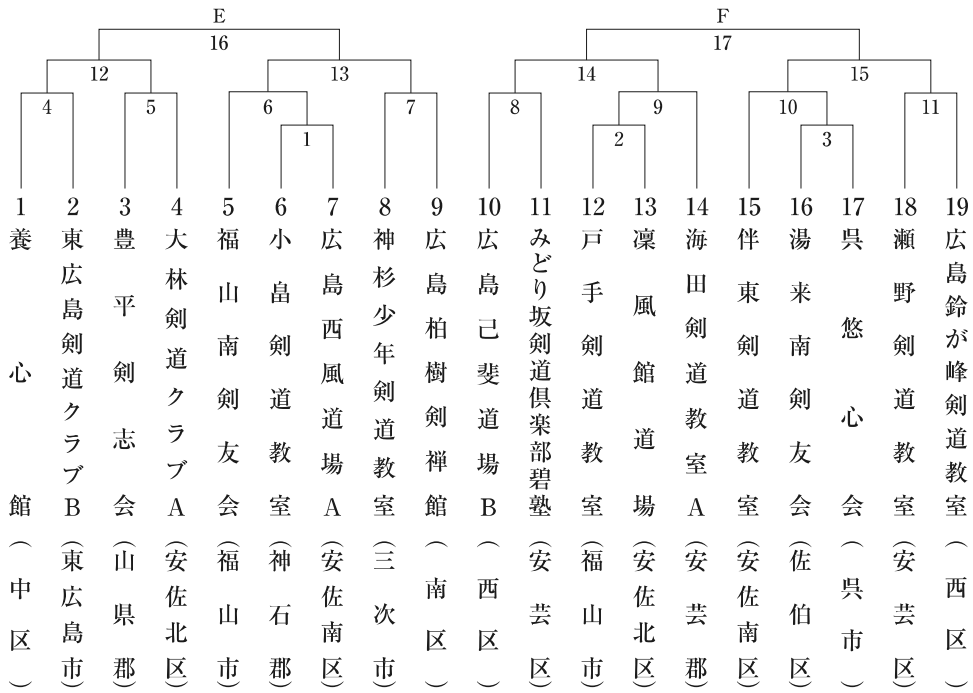 E
F
16
17
12
13
14
15
4
5
6
7
8
9
10
11
1
2
3
1 養心館(中区)
2 東広島剣道クラブB(東広島市)
3 豊平剣志会(山県郡)
4 大林剣道クラブA(安佐北区)
5 福山南剣友会(福山市)
6 小畠剣道教室(神石郡)
7 広島西風道場A(安佐南区)
8 神杉少年剣道教室(三次市)
9 広島柏樹剣禅館(南区)
10 広島己斐道場B(西区)
11 みどり坂剣道倶楽部碧塾(安芸区)
12 戸手剣道教室(福山市)
13 凜風館道場(安佐北区)
14 海田剣道教室A(安芸郡)
15 伴東剣道教室(安佐南区)
16 湯来南剣友会(佐伯区)
17 呉悠心会(呉市)
18 瀬野剣道教室(安芸区)
19 広島鈴が峰剣道教室(西区)